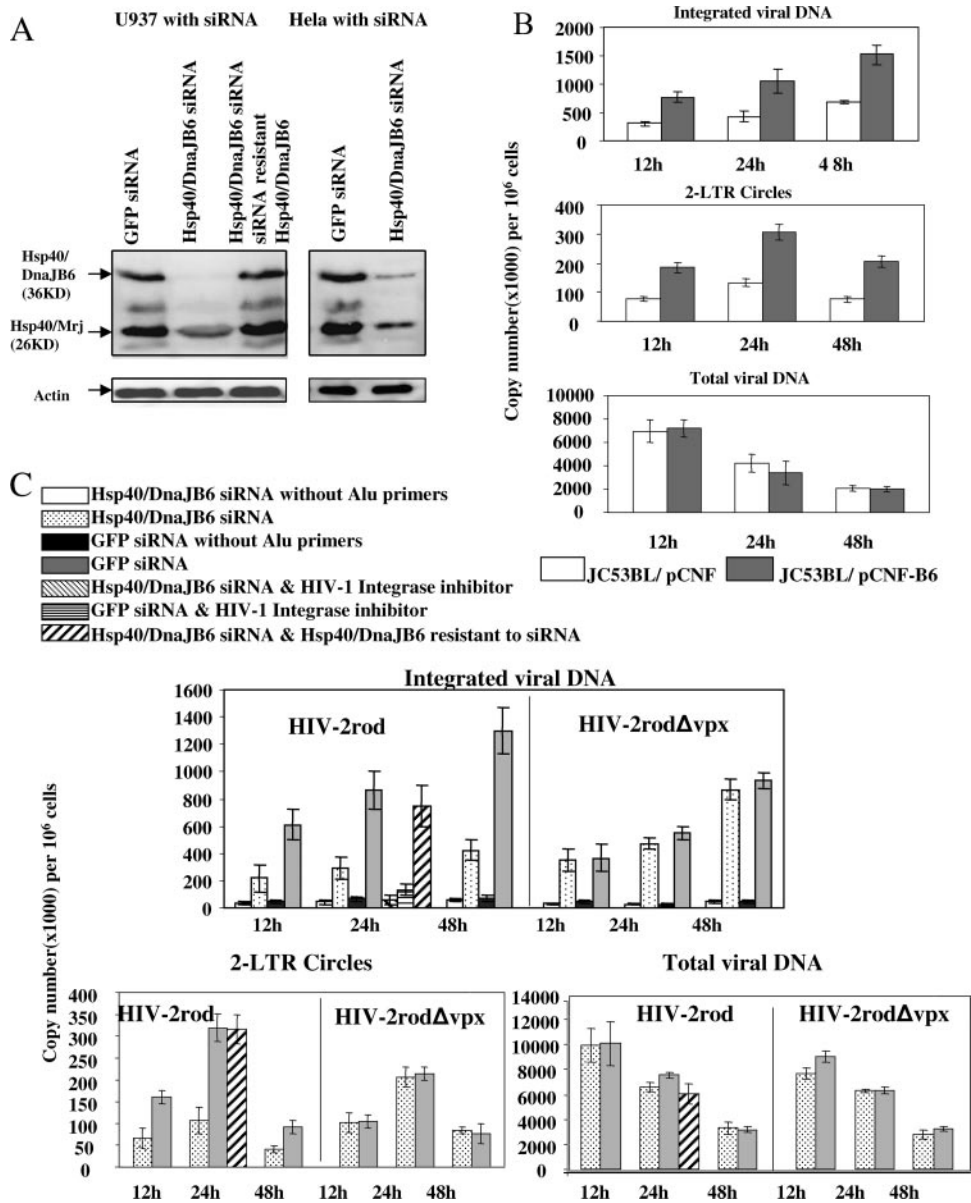 A
U937 with siRNA
Hela with siRNA
GFP siRNA
Hsp40/DnaJB6 siRNA
Hsp40/DnaJB6 siRNA
siRNA resistant
Hsp40/DnaJB6
GFP siRNA
Hsp40/DnaJB6 siRNA
Hsp40/
DnaJB6
(36KD)
Hsp40/Mrj
(26KD)
Actin
B
Integrated viral DNA
2000
1500
1000
500
0
12h 24h 4 8h
2-LTR Circles
400
300
200
100
0
12h 24h 48h
Total viral DNA
10000
8000
6000
4000
2000
0
12h 24h 48h
Copy number(x1000) per 10⁶ cells
JC53BL/ pCNF
JC53BL/ pCNF-B6
C
Hsp40/DnaJB6 siRNA without Alu primers
Hsp40/DnaJB6 siRNA
GFP siRNA without Alu primers
GFP siRNA
Hsp40/DnaJB6 siRNA & HIV-1 Integrase inhibitor
GFP siRNA & HIV-1 Integrase inhibitor
Hsp40/DnaJB6 siRNA & Hsp40/DnaJB6 resistant to siRNA
Integrated viral DNA
1600
1400
1200
1000
800
600
400
200
0
HIV-2rod
HIV-2rodΔvpx
12h 24h 48h 12h 24h 48h
Copy number(x1000) per 10⁶ cells
2-LTR Circles
400
350
300
250
200
150
100
50
0
HIV-2rod
HIV-2rodΔvpx
12h 24h 48h 12h 24h 48h
Total viral DNA
14000
12000
10000
8000
6000
4000
2000
0
HIV-2rod
HIV-2rodΔvpx
12h 24h 48h 12h 24h 48h